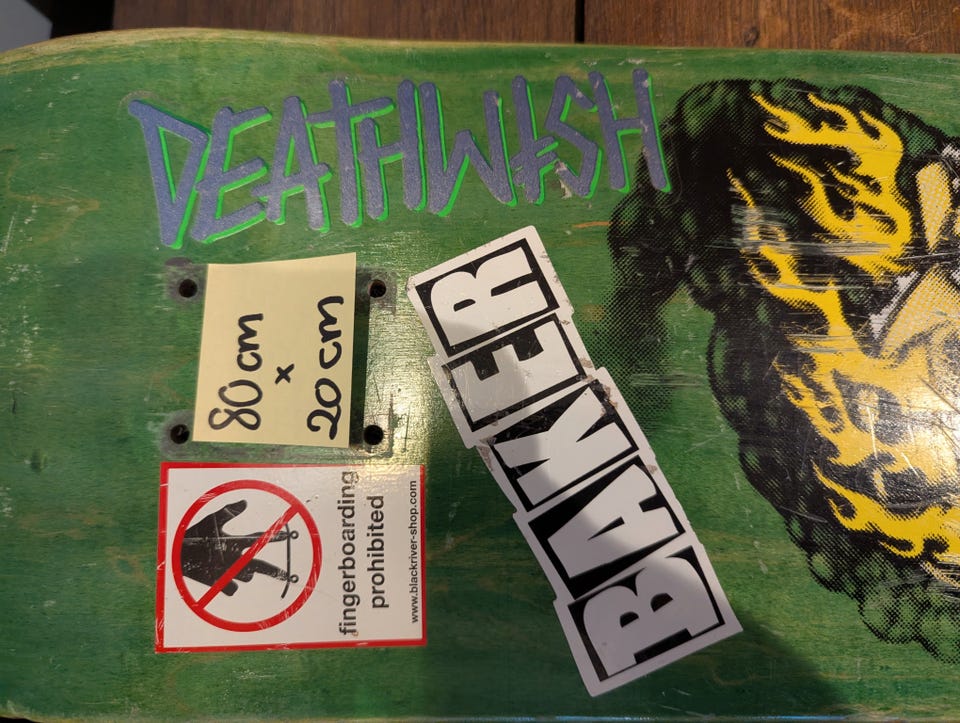 DEATHWISH
80 cm
x
20 cm
BAKER
fingerboarding
prohibited
www.blackriver-shop.com